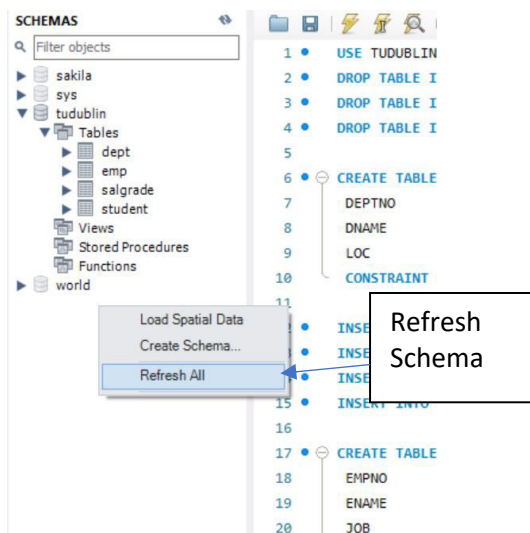 SCHEMAS
Filter objects
sakila
sys
tudublin
Tables
dept
emp
salgrade
student
Views
Stored Procedures
Functions
world
Load Spatial Data
Create Schema...
Refresh All
1 USE TUDUBLIN
2 DROP TABLE I
3 DROP TABLE I
4 DROP TABLE I
5
6 CREATE TABLE
7 DEPTNO
8 DNAME
9 LOC
10 CONSTRAINT
11
INSE
INSE
INSE
15 INSERT INTO
16
17 CREATE TABLE
18 EMPNO
19 ENAME
20 JOB
Refresh
Schema